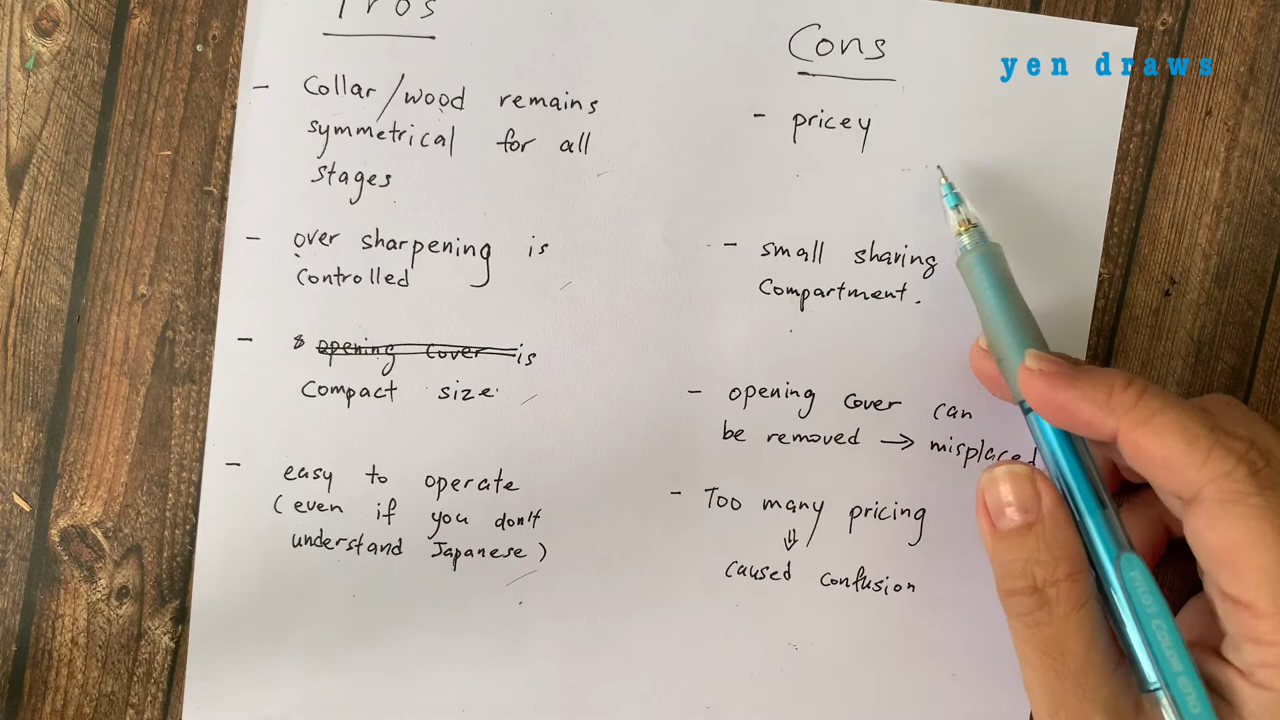 Pros
- Collar/wood remains
symmetrical for all
stages
- over sharpening is
controlled
- opening cover is
compact size.
- easy to operate
(even if you don't
understand Japanese)
Cons
- pricey
- small sharing
compartment.
- opening cover can
be removed → misplaced
- Too many pricing
⇓
caused confusion
yen draws
PILOT COLOR ENO